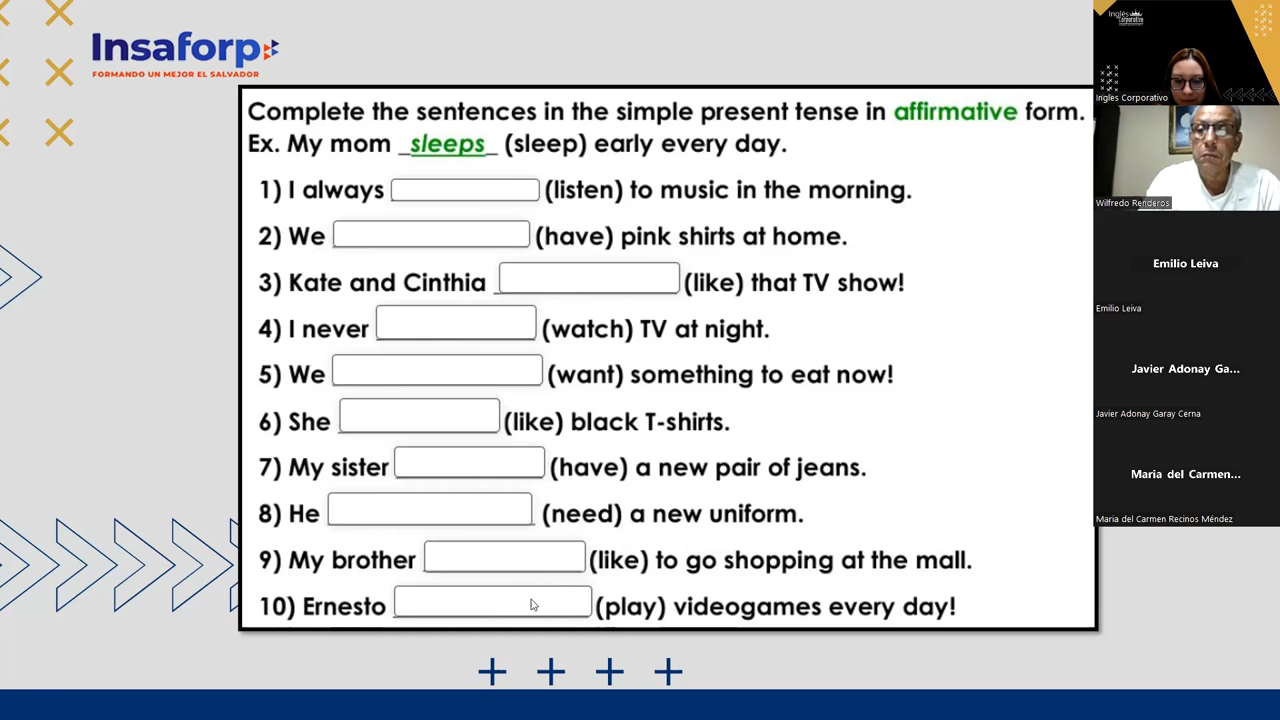 Insaforp
FORMANDO UN MEJOR EL SALVADOR
Complete the sentences in the simple present tense in affirmative form.
Ex. My mom _sleeps_ (sleep) early every day.
1) I always (listen) to music in the morning.
2) We (have) pink shirts at home.
3) Kate and Cinthia (like) that TV show!
4) I never (watch) TV at night.
5) We (want) something to eat now!
6) She (like) black T-shirts.
7) My sister (have) a new pair of jeans.
8) He (need) a new uniform.
9) My brother (like) to go shopping at the mall.
10) Ernesto (play) videogames every day!
Inglés
Corporativo
Ingles Corporativo
Wilfredo Renderos
Emilio Leiva
Emilio Leiva
Javier Adonay Ga...
Javier Adonay Garay Cerna
Maria del Carmen...
Maria del Carmen Recinos Méndez